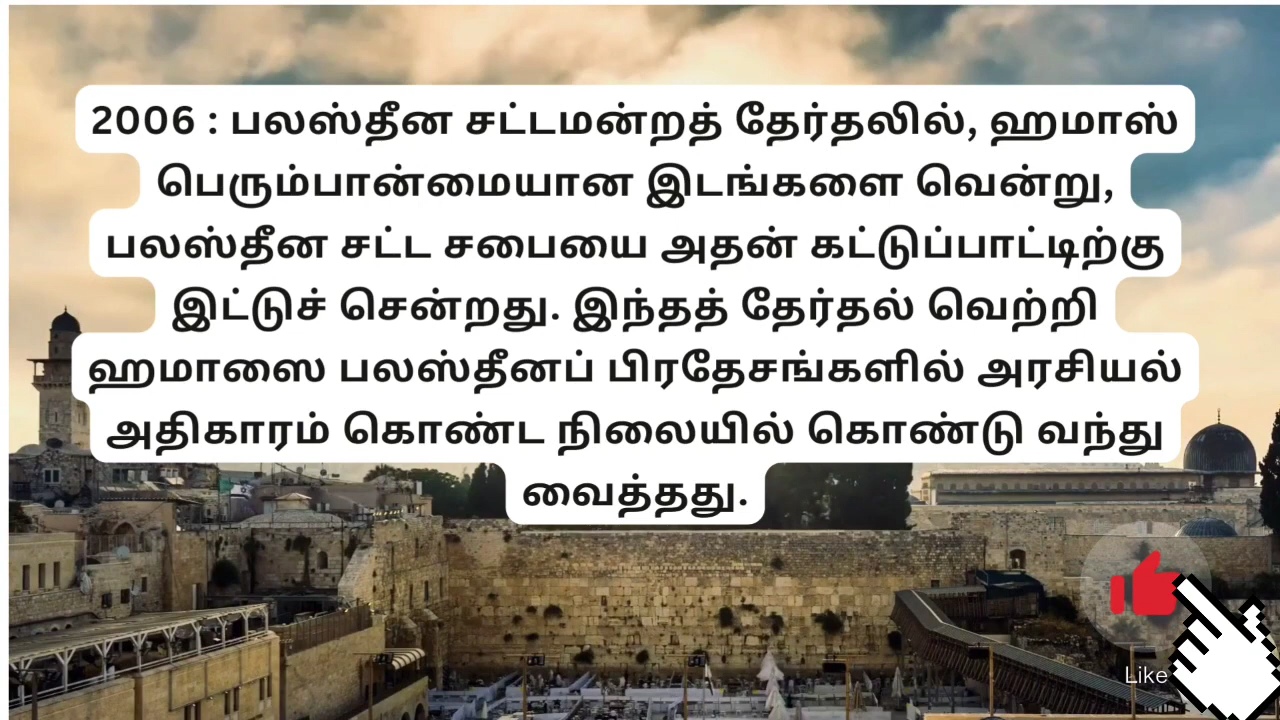 2006 : பலஸ்தீன சட்டமன்றத் தேர்தலில், ஹமாஸ்
பெரும்பான்மையான இடங்களை வென்று,
பலஸ்தீன சட்ட சபையை அதன் கட்டுப்பாட்டிற்கு
இட்டுச் சென்றது. இந்தத் தேர்தல் வெற்றி
ஹமாஸை பலஸ்தீனப் பிரதேசங்களில் அரசியல்
அதிகாரம் கொண்ட நிலையில் கொண்டு வந்து
வைத்தது.
Like